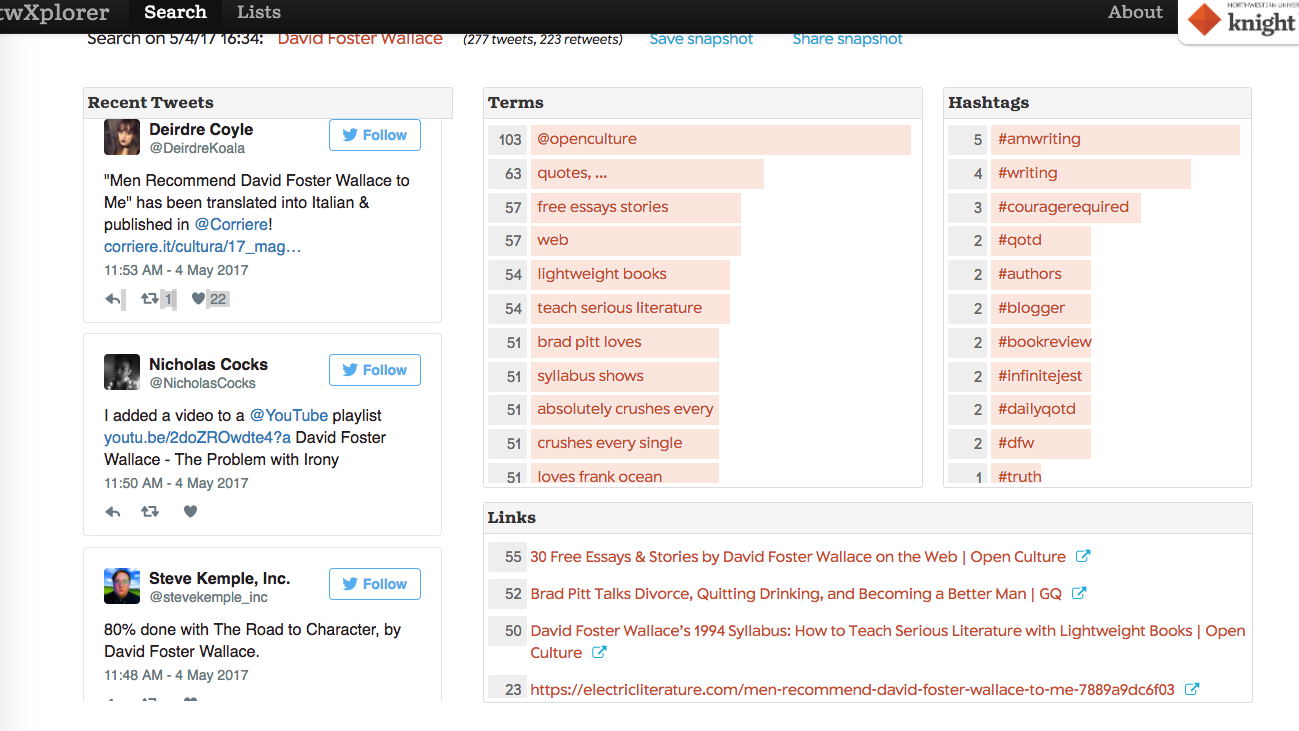 twXplorer Search Lists About
NORTHWESTERN UNIVER
knight
Search on 5/4/17 16:34: David Foster Wallace (277 tweets, 223 retweets) Save snapshot Share snapshot
Recent Tweets
Deirdre Coyle
@DeirdreKoala
Follow
"Men Recommend David Foster Wallace to
Me" has been translated into Italian &
published in @Corriere!
corriere.it/cultura/17_mag…
11:53 AM - 4 May 2017
1 22
Nicholas Cocks
@NicholasCocks
Follow
I added a video to a @YouTube playlist
youtu.be/2doZROwdte4?a David Foster
Wallace - The Problem with Irony
11:50 AM - 4 May 2017
Steve Kemple, Inc.
@stevekemple_inc
Follow
80% done with The Road to Character, by
David Foster Wallace.
11:48 AM - 4 May 2017
Terms
103 @openculture
63 quotes, ...
57 free essays stories
57 web
54 lightweight books
54 teach serious literature
51 brad pitt loves
51 syllabus shows
51 absolutely crushes every
51 crushes every single
51 loves frank ocean
Hashtags
5 #amwriting
4 #writing
3 #couragerequired
2 #qotd
2 #authors
2 #blogger
2 #bookreview
2 #infinitejest
2 #dailyqotd
2 #dfw
1 #truth
Links
55 30 Free Essays & Stories by David Foster Wallace on the Web | Open Culture
52 Brad Pitt Talks Divorce, Quitting Drinking, and Becoming a Better Man | GQ
50 David Foster Wallace's 1994 Syllabus: How to Teach Serious Literature with Lightweight Books | Open
Culture
23 https://electricliterature.com/men-recommend-david-foster-wallace-to-me-7889a9dc6f03